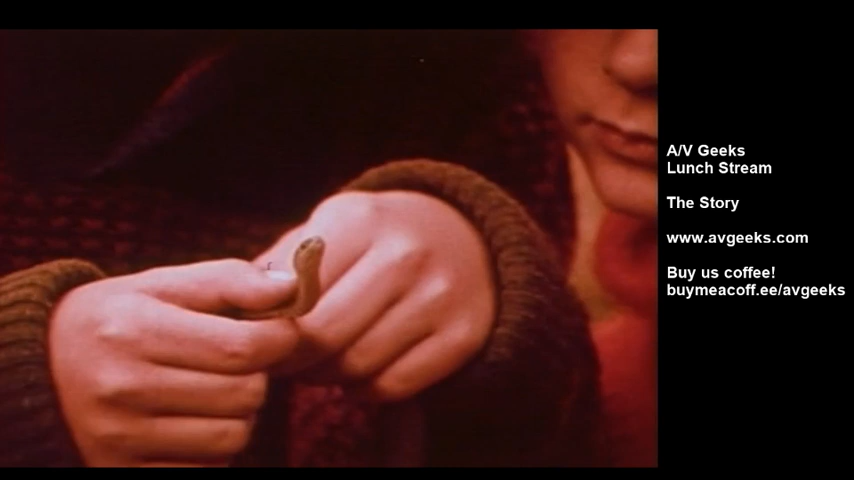 A/V Geeks
Lunch Stream
The Story
www.avgeeks.com
Buy us coffee!
buymeacoff.ee/avgeeks